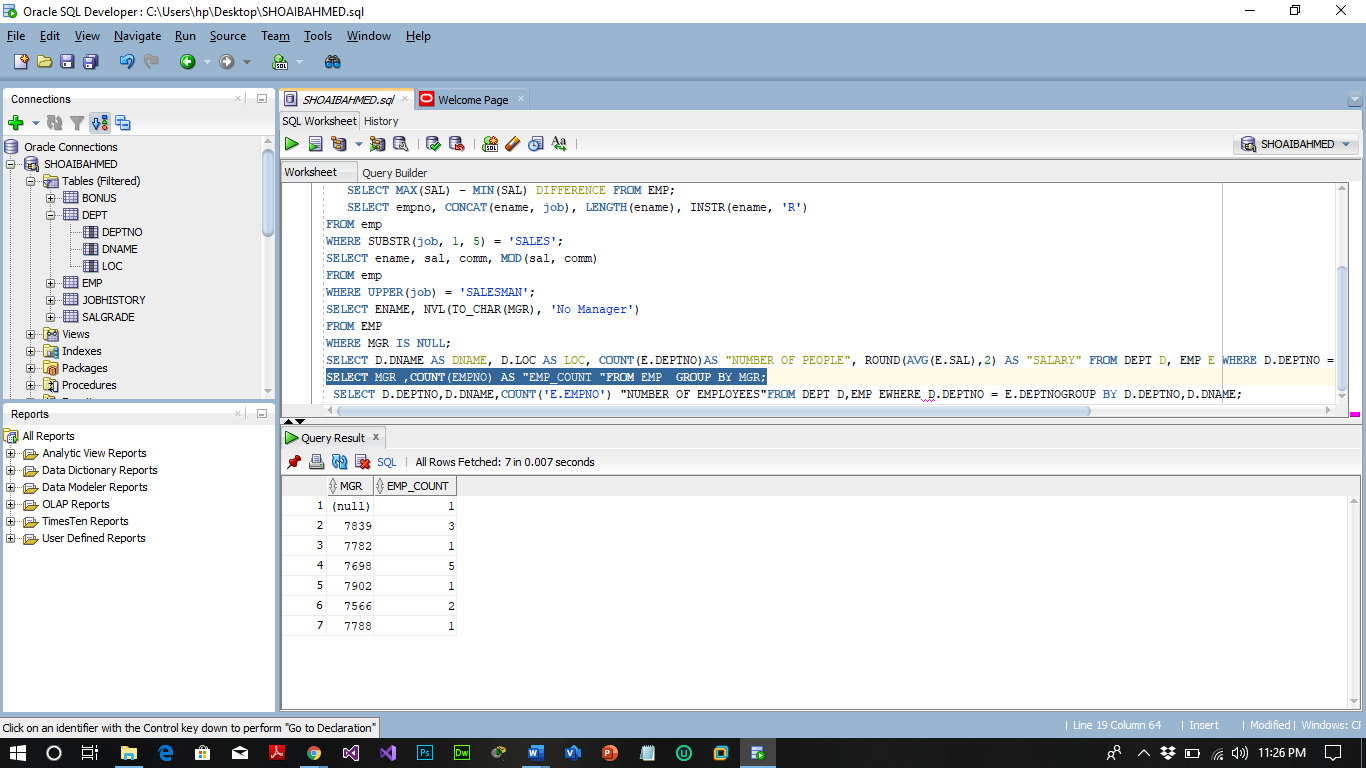 Oracle SQL Developer : C:\Users\hp\Desktop\SHOAIBAHMED.sql
File Edit View Navigate Run Source Team Tools Window Help
Connections
Oracle Connections
SHOAIBAHMED
Tables (Filtered)
BONUS
DEPT
DEPTNO
DNAME
LOC
EMP
JOBHISTORY
SALGRADE
Views
Indexes
Packages
Procedures
Reports
All Reports
Analytic View Reports
Data Dictionary Reports
Data Modeler Reports
OLAP Reports
TimesTen Reports
User Defined Reports
SHOAIBAHMED.sql Welcome Page
SQL Worksheet History
SHOAIBAHMED
Worksheet Query Builder
SELECT MAX(SAL) - MIN(SAL) DIFFERENCE FROM EMP;
SELECT empno, CONCAT(ename, job), LENGTH(ename), INSTR(ename, 'R')
FROM emp
WHERE SUBSTR(job, 1, 5) = 'SALES';
SELECT ename, sal, comm, MOD(sal, comm)
FROM emp
WHERE UPPER(job) = 'SALESMAN';
SELECT ENAME, NVL(TO_CHAR(MGR), 'No Manager')
FROM EMP
WHERE MGR IS NULL;
SELECT D.DNAME AS DNAME, D.LOC AS LOC, COUNT(E.DEPTNO)AS "NUMBER OF PEOPLE", ROUND(AVG(E.SAL),2) AS "SALARY" FROM DEPT D, EMP E WHERE D.DEPTNO =
SELECT MGR ,COUNT(EMPNO) AS "EMP_COUNT "FROM EMP  GROUP BY MGR;
SELECT D.DEPTNO,D.DNAME,COUNT('E.EMPNO') "NUMBER OF EMPLOYEES"FROM DEPT D,EMP EWHERE D.DEPTNO = E.DEPTNOGROUP BY D.DEPTNO,D.DNAME;
Query Result
SQL | All Rows Fetched: 7 in 0.007 seconds
MGR EMP_COUNT
1 (null) 1
2 7839 3
3 7782 1
4 7698 5
5 7902 1
6 7566 2
7 7788 1
Click on an identifier with the Control key down to perform "Go to Declaration"
| Line 19 Column 64 | Insert | Modified | Windows: CF
11:26 PM